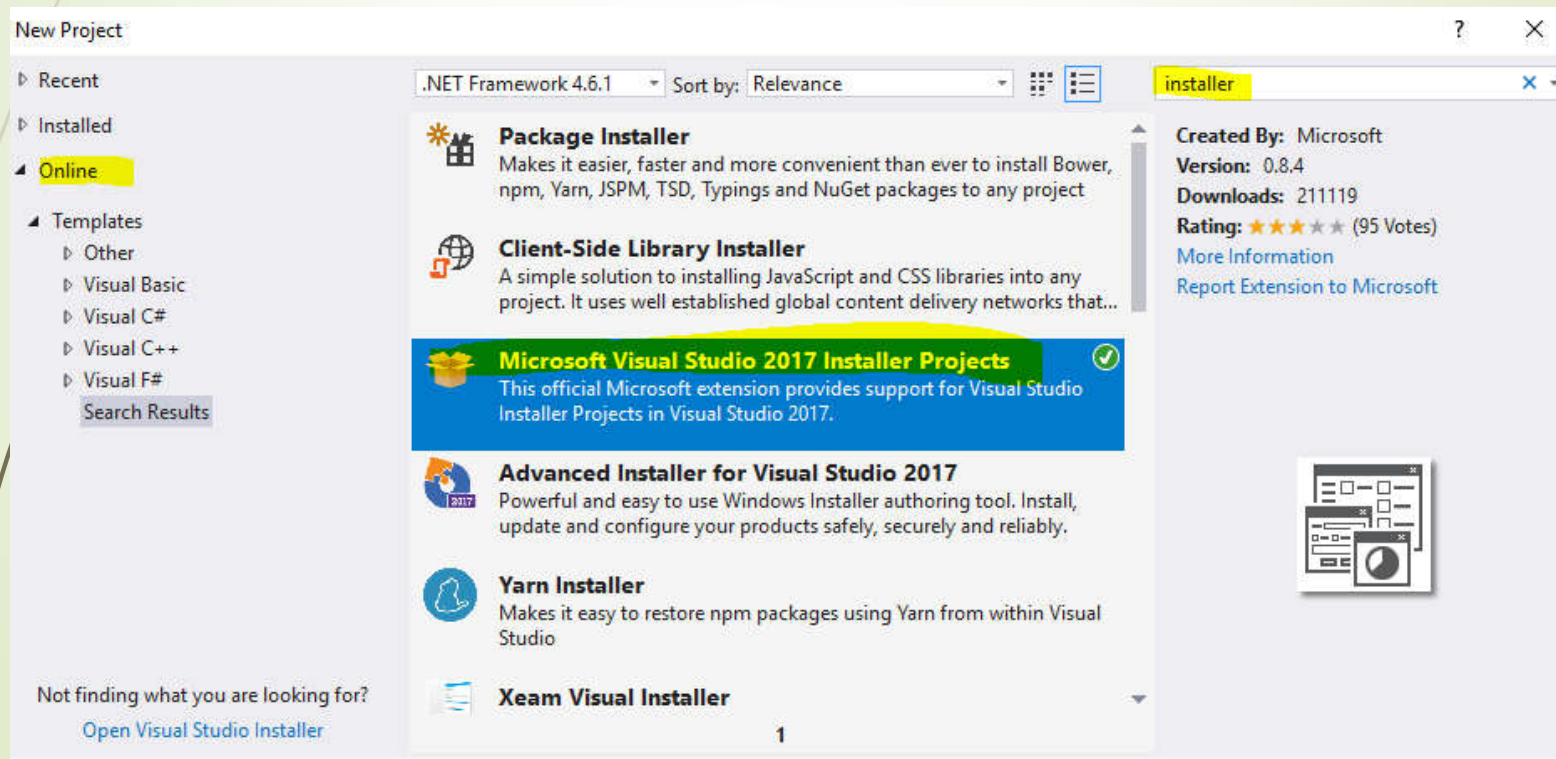 New Project
?
Recent
Installed
Online
Templates
Other
Visual Basic
Visual C#
Visual C++
Visual F#
Search Results
Not finding what you are looking for?
Open Visual Studio Installer
.NET Framework 4.6.1 Sort by: Relevance
Package Installer
Makes it easier, faster and more convenient than ever to install Bower,
npm, Yarn, JSPM, TSD, Typings and NuGet packages to any project
Client-Side Library Installer
A simple solution to installing JavaScript and CSS libraries into any
project. It uses well established global content delivery networks that...
Microsoft Visual Studio 2017 Installer Projects
This official Microsoft extension provides support for Visual Studio
Installer Projects in Visual Studio 2017.
2017
Advanced Installer for Visual Studio 2017
Powerful and easy to use Windows Installer authoring tool. Install,
update and configure your products safely, securely and reliably.
Yarn Installer
Makes it easy to restore npm packages using Yarn from within Visual
Studio
Xeam Visual Installer
1
installer
Created By: Microsoft
Version: 0.8.4
Downloads: 211119
Rating: (95 Votes)
More Information
Report Extension to Microsoft